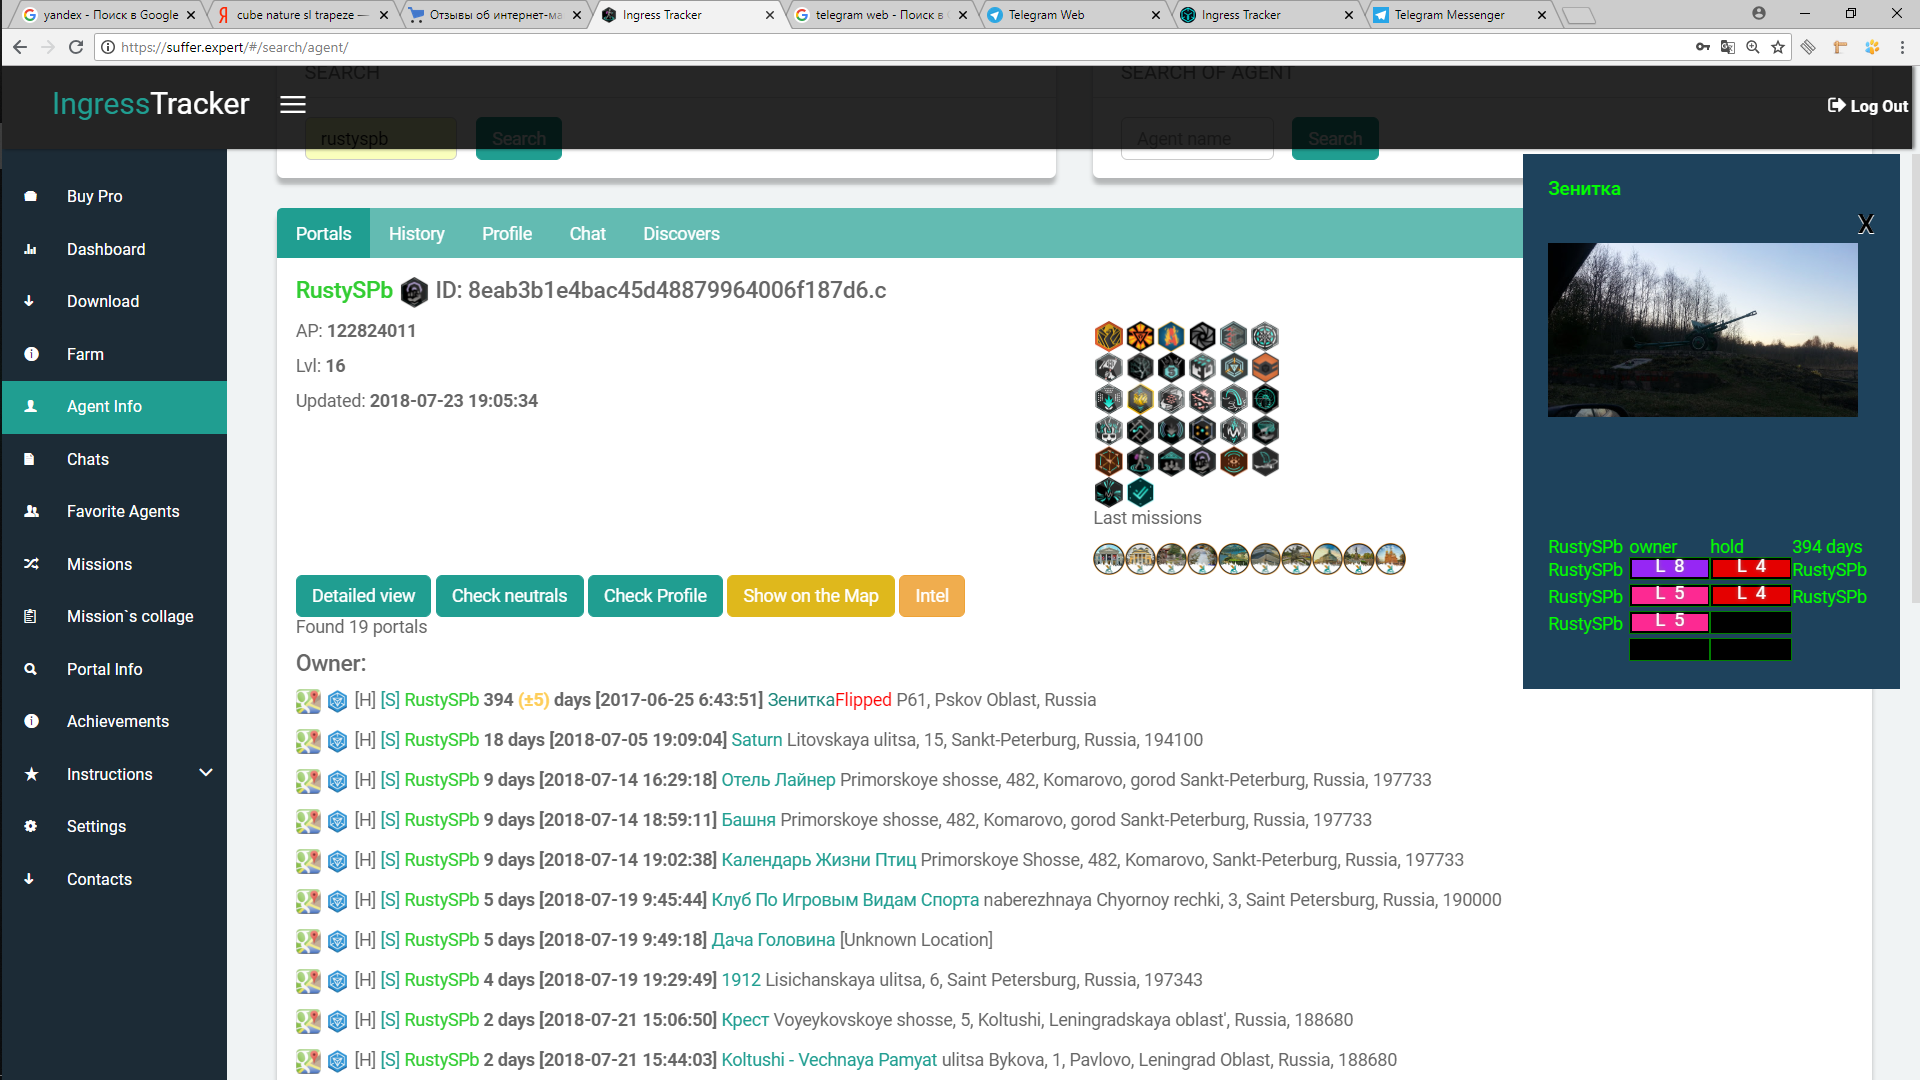 yandex - Поиск в Google
cube nature sl trapeze —
Отзывы об интернет-ма
Ingress Tracker
telegram web - Поиск в
Telegram Web
Ingress Tracker
Telegram Messenger
https://suffer.expert/#/search/agent/
SEARCH
SEARCH OF AGENT
IngressTracker
Log Out
rustyspb
Search
Agent name
Search
Buy Pro
Dashboard
Download
Farm
Agent Info
Chats
Favorite Agents
Missions
Mission`s collage
Portal Info
Achievements
Instructions
Settings
Contacts
Portals
History
Profile
Chat
Discovers
RustySPb ID: 8eab3b1e4bac45d48879964006f187d6.c
AP: 122824011
Lvl: 16
Updated: 2018-07-23 19:05:34
Last missions
Detailed view
Check neutrals
Check Profile
Show on the Map
Intel
Found 19 portals
Owner:
[H] [S] RustySPb 394 (±5) days [2017-06-25 6:43:51] ЗениткаFlipped P61, Pskov Oblast, Russia
[H] [S] RustySPb 18 days [2018-07-05 19:09:04] Saturn Litovskaya ulitsa, 15, Sankt-Peterburg, Russia, 194100
[H] [S] RustySPb 9 days [2018-07-14 16:29:18] Отель Лайнер Primorskoye shosse, 482, Komarovo, gorod Sankt-Peterburg, Russia, 197733
[H] [S] RustySPb 9 days [2018-07-14 18:59:11] Башня Primorskoye shosse, 482, Komarovo, gorod Sankt-Peterburg, Russia, 197733
[H] [S] RustySPb 9 days [2018-07-14 19:02:38] Календарь Жизни Птиц Primorskoye Shosse, 482, Komarovo, Sankt-Peterburg, Russia, 197733
[H] [S] RustySPb 5 days [2018-07-19 9:45:44] Клуб По Игровым Видам Спорта naberezhnaya Chyornoy rechki, 3, Saint Petersburg, Russia, 190000
[H] [S] RustySPb 5 days [2018-07-19 9:49:18] Дача Головина [Unknown Location]
[H] [S] RustySPb 4 days [2018-07-19 19:29:49] 1912 Lisichanskaya ulitsa, 6, Saint Petersburg, Russia, 197343
[H] [S] RustySPb 2 days [2018-07-21 15:06:50] Крест Voyeykovskoye shosse, 5, Koltushi, Leningradskaya oblast', Russia, 188680
[H] [S] RustySPb 2 days [2018-07-21 15:44:03] Koltushi - Vechnaya Pamyat ulitsa Bykova, 1, Pavlovo, Leningrad Oblast, Russia, 188680
Зенитка
X
RustySPb owner hold 394 days
RustySPb L 8 L 4 RustySPb
RustySPb L 5 L 4 RustySPb
RustySPb L 5